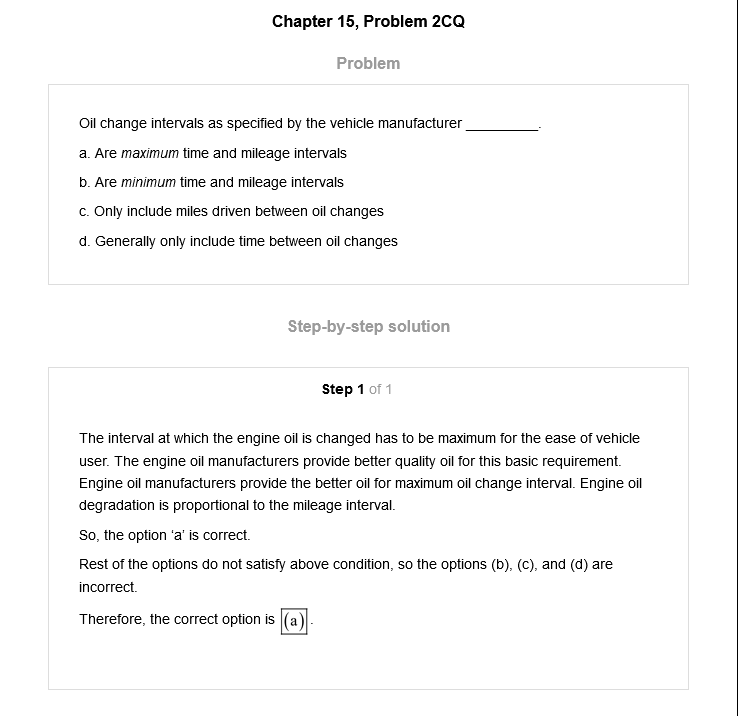 Chapter 15, Problem 2CQ
Problem
Oil change intervals as specified by the vehicle manufacturer __________.
a. Are maximum time and mileage intervals
b. Are minimum time and mileage intervals
c. Only include miles driven between oil changes
d. Generally only include time between oil changes
Step-by-step solution
Step 1 of 1
The interval at which the engine oil is changed has to be maximum for the ease of vehicle
user. The engine oil manufacturers provide better quality oil for this basic requirement.
Engine oil manufacturers provide the better oil for maximum oil change interval. Engine oil
degradation is proportional to the mileage interval.
So, the option ‘a’ is correct.
Rest of the options do not satisfy above condition, so the options (b), (c), and (d) are
incorrect.
Therefore, the correct option is (a).